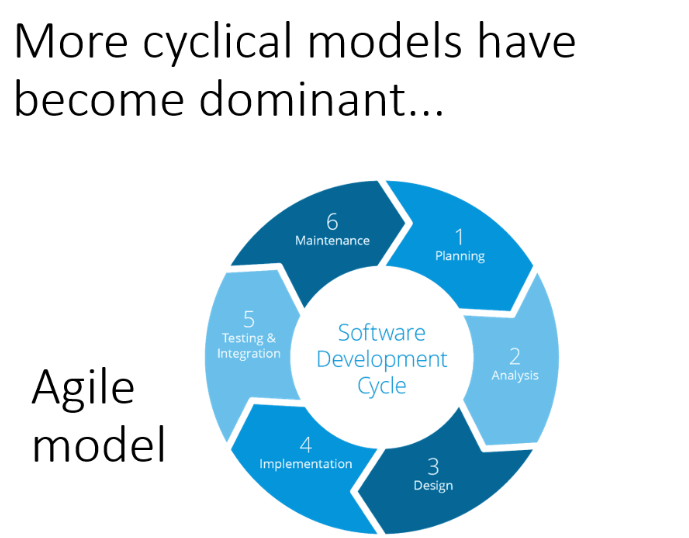 More cyclical models have
become dominant...
6
Maintenance
1
Planning
5
Testing &
Integration
Software
Development
Cycle
2
Analysis
Agile
model
4
Implementation
3
Design